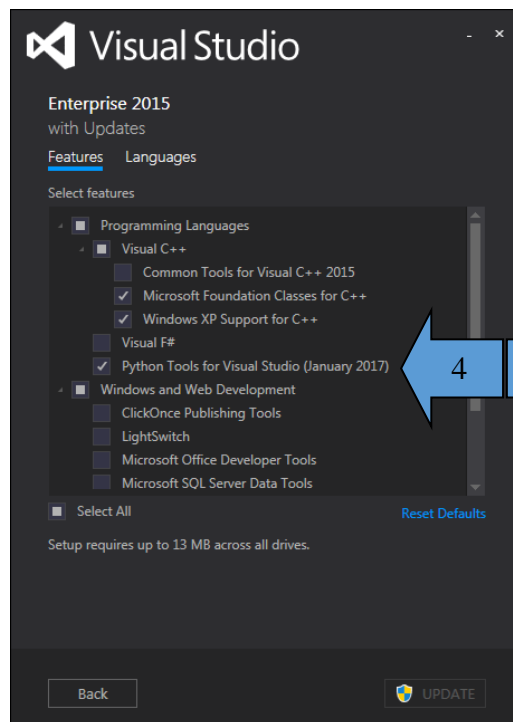 Visual Studio
Enterprise 2015
with Updates
Features Languages
Select features
Programming Languages
Visual C++
Common Tools for Visual C++ 2015
Microsoft Foundation Classes for C++
Windows XP Support for C++
Visual F#
Python Tools for Visual Studio (January 2017)
4
Windows and Web Development
ClickOnce Publishing Tools
LightSwitch
Microsoft Office Developer Tools
Microsoft SQL Server Data Tools
Select All
Reset Defaults
Setup requires up to 13 MB across all drives.
Back
UPDATE